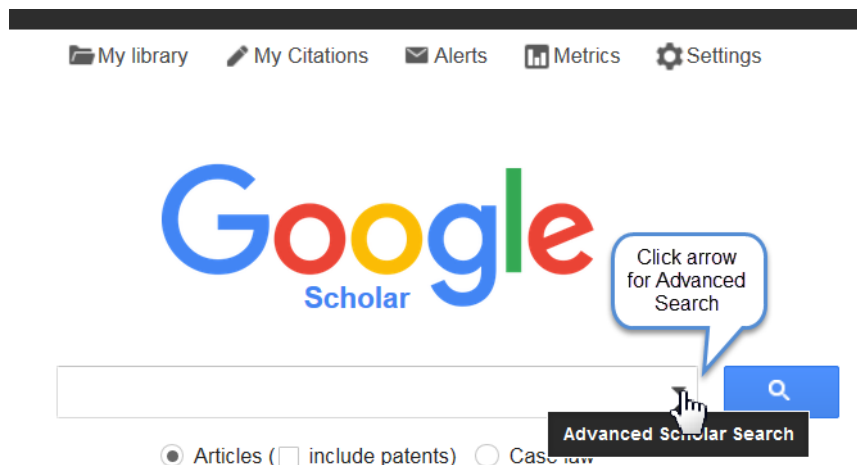 My library My Citations Alerts Metrics Settings
Google
Scholar
Click arrow
for Advanced
Search
Advanced Scholar Search
Articles ( include patents) Case law